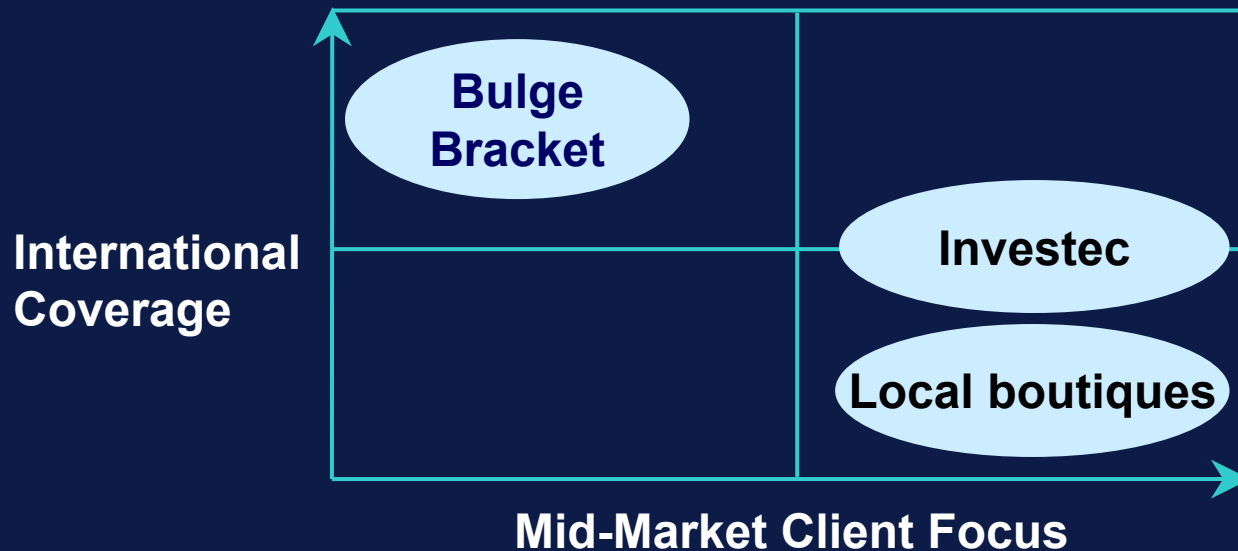 Bulge
Bracket
International
Coverage
Investec
Local boutiques
Mid-Market Client Focus